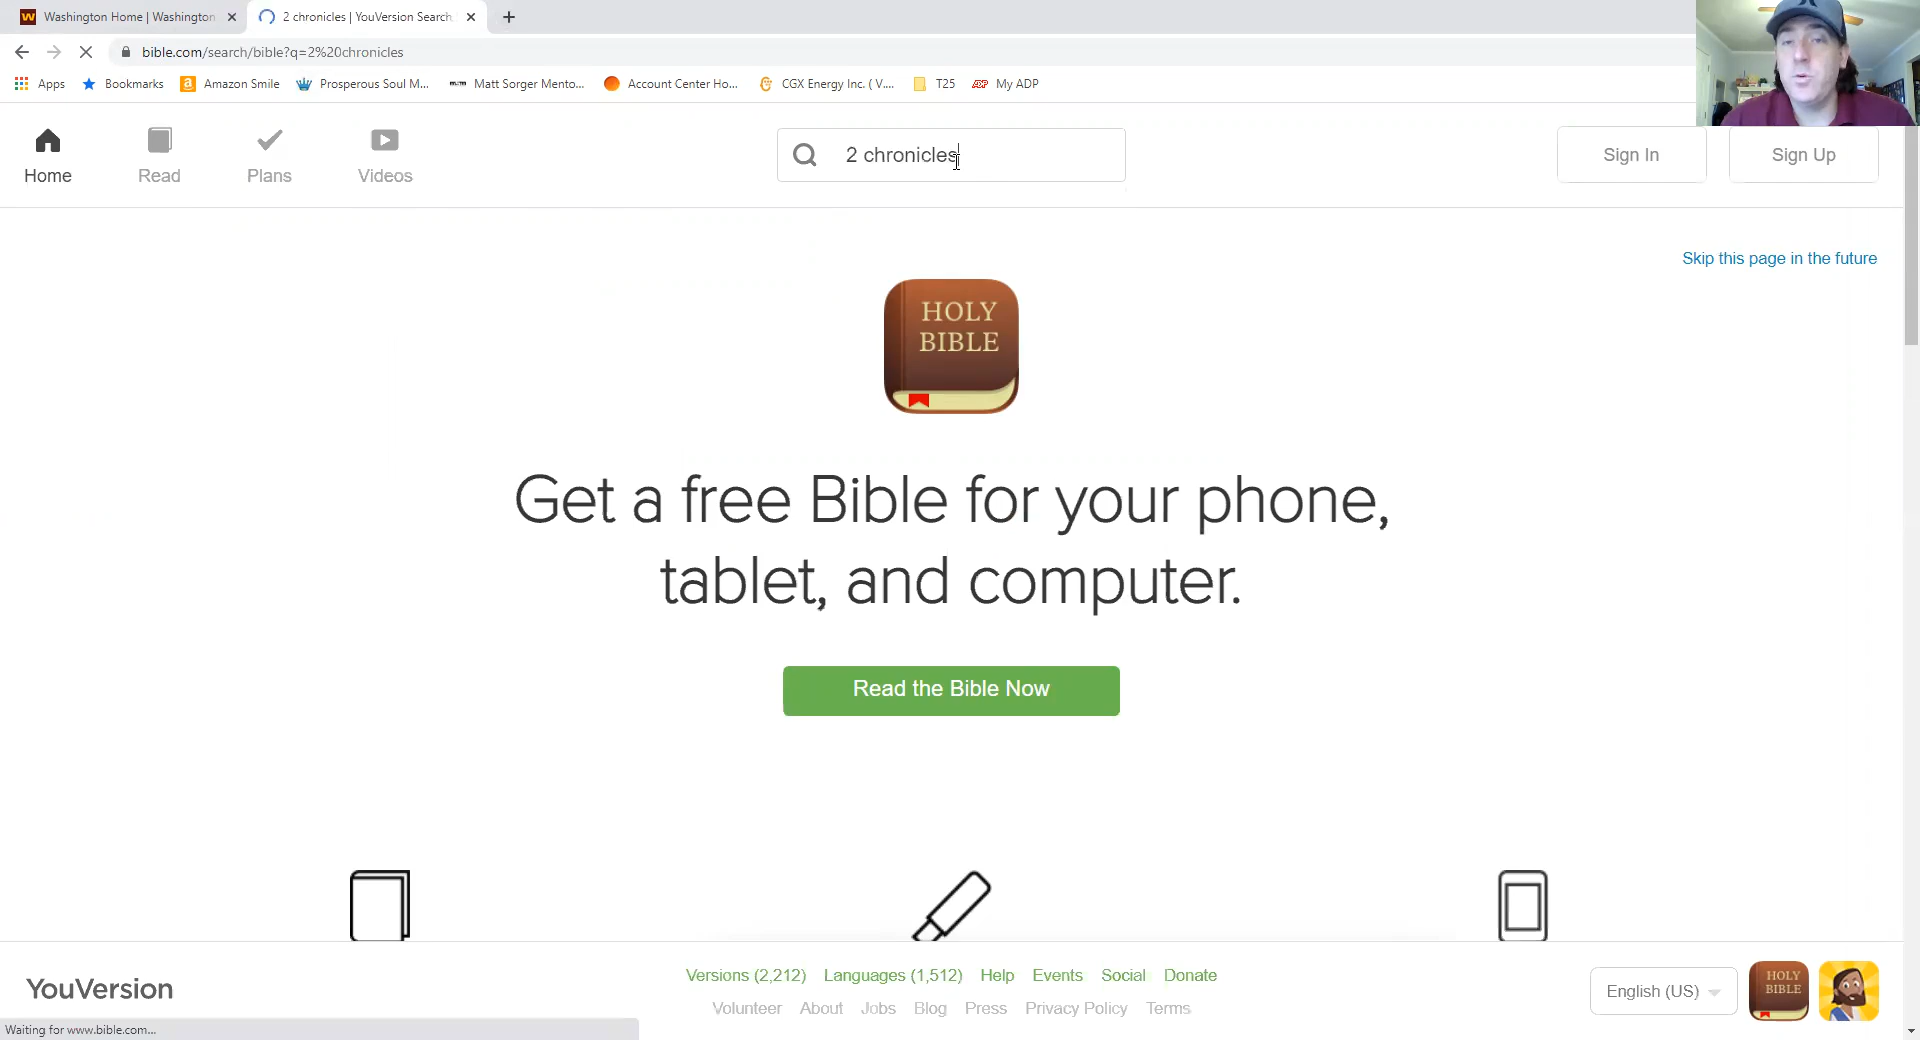 Washington Home | Washington
2 chronicles | YouVersion Search,
bible.com/search/bible?q=2%20chronicles
Apps
Bookmarks
Amazon Smile
Prosperous Soul M...
Matt Sorger Mento...
Account Center Ho...
CGX Energy Inc. ( V....
T25
My ADP
Home
Read
Plans
Videos
2 chronicles
Sign In
Sign Up
Skip this page in the future
HOLY
BIBLE
Get a free Bible for your phone,
tablet, and computer.
Read the Bible Now
YouVersion
Versions (2,212) Languages (1,512) Help Events Social Donate
Volunteer About Jobs Blog Press Privacy Policy Terms
English (US)
HOLY
BIBLE
Waiting for www.bible.com...